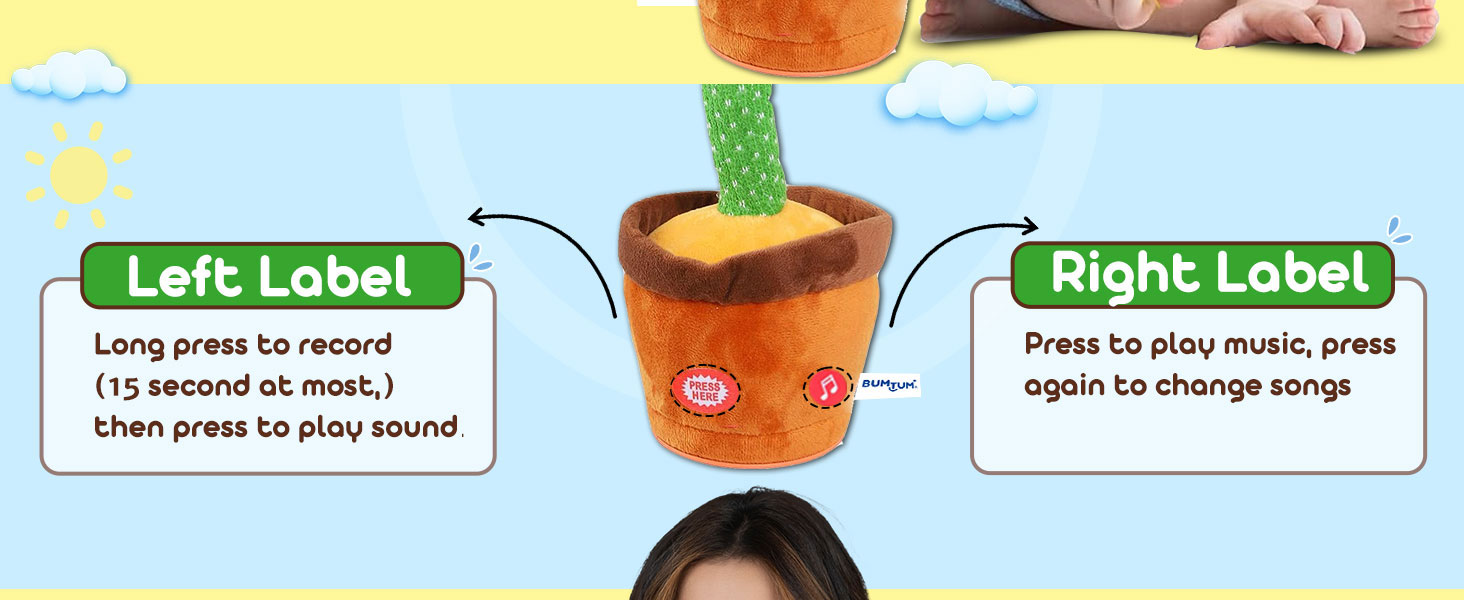 Left Label
Long press to record
(15 second at most,)
then press to play sound.
PRESS
HERE
BUMTUM
Right Label
Press to play music, press
again to change songs